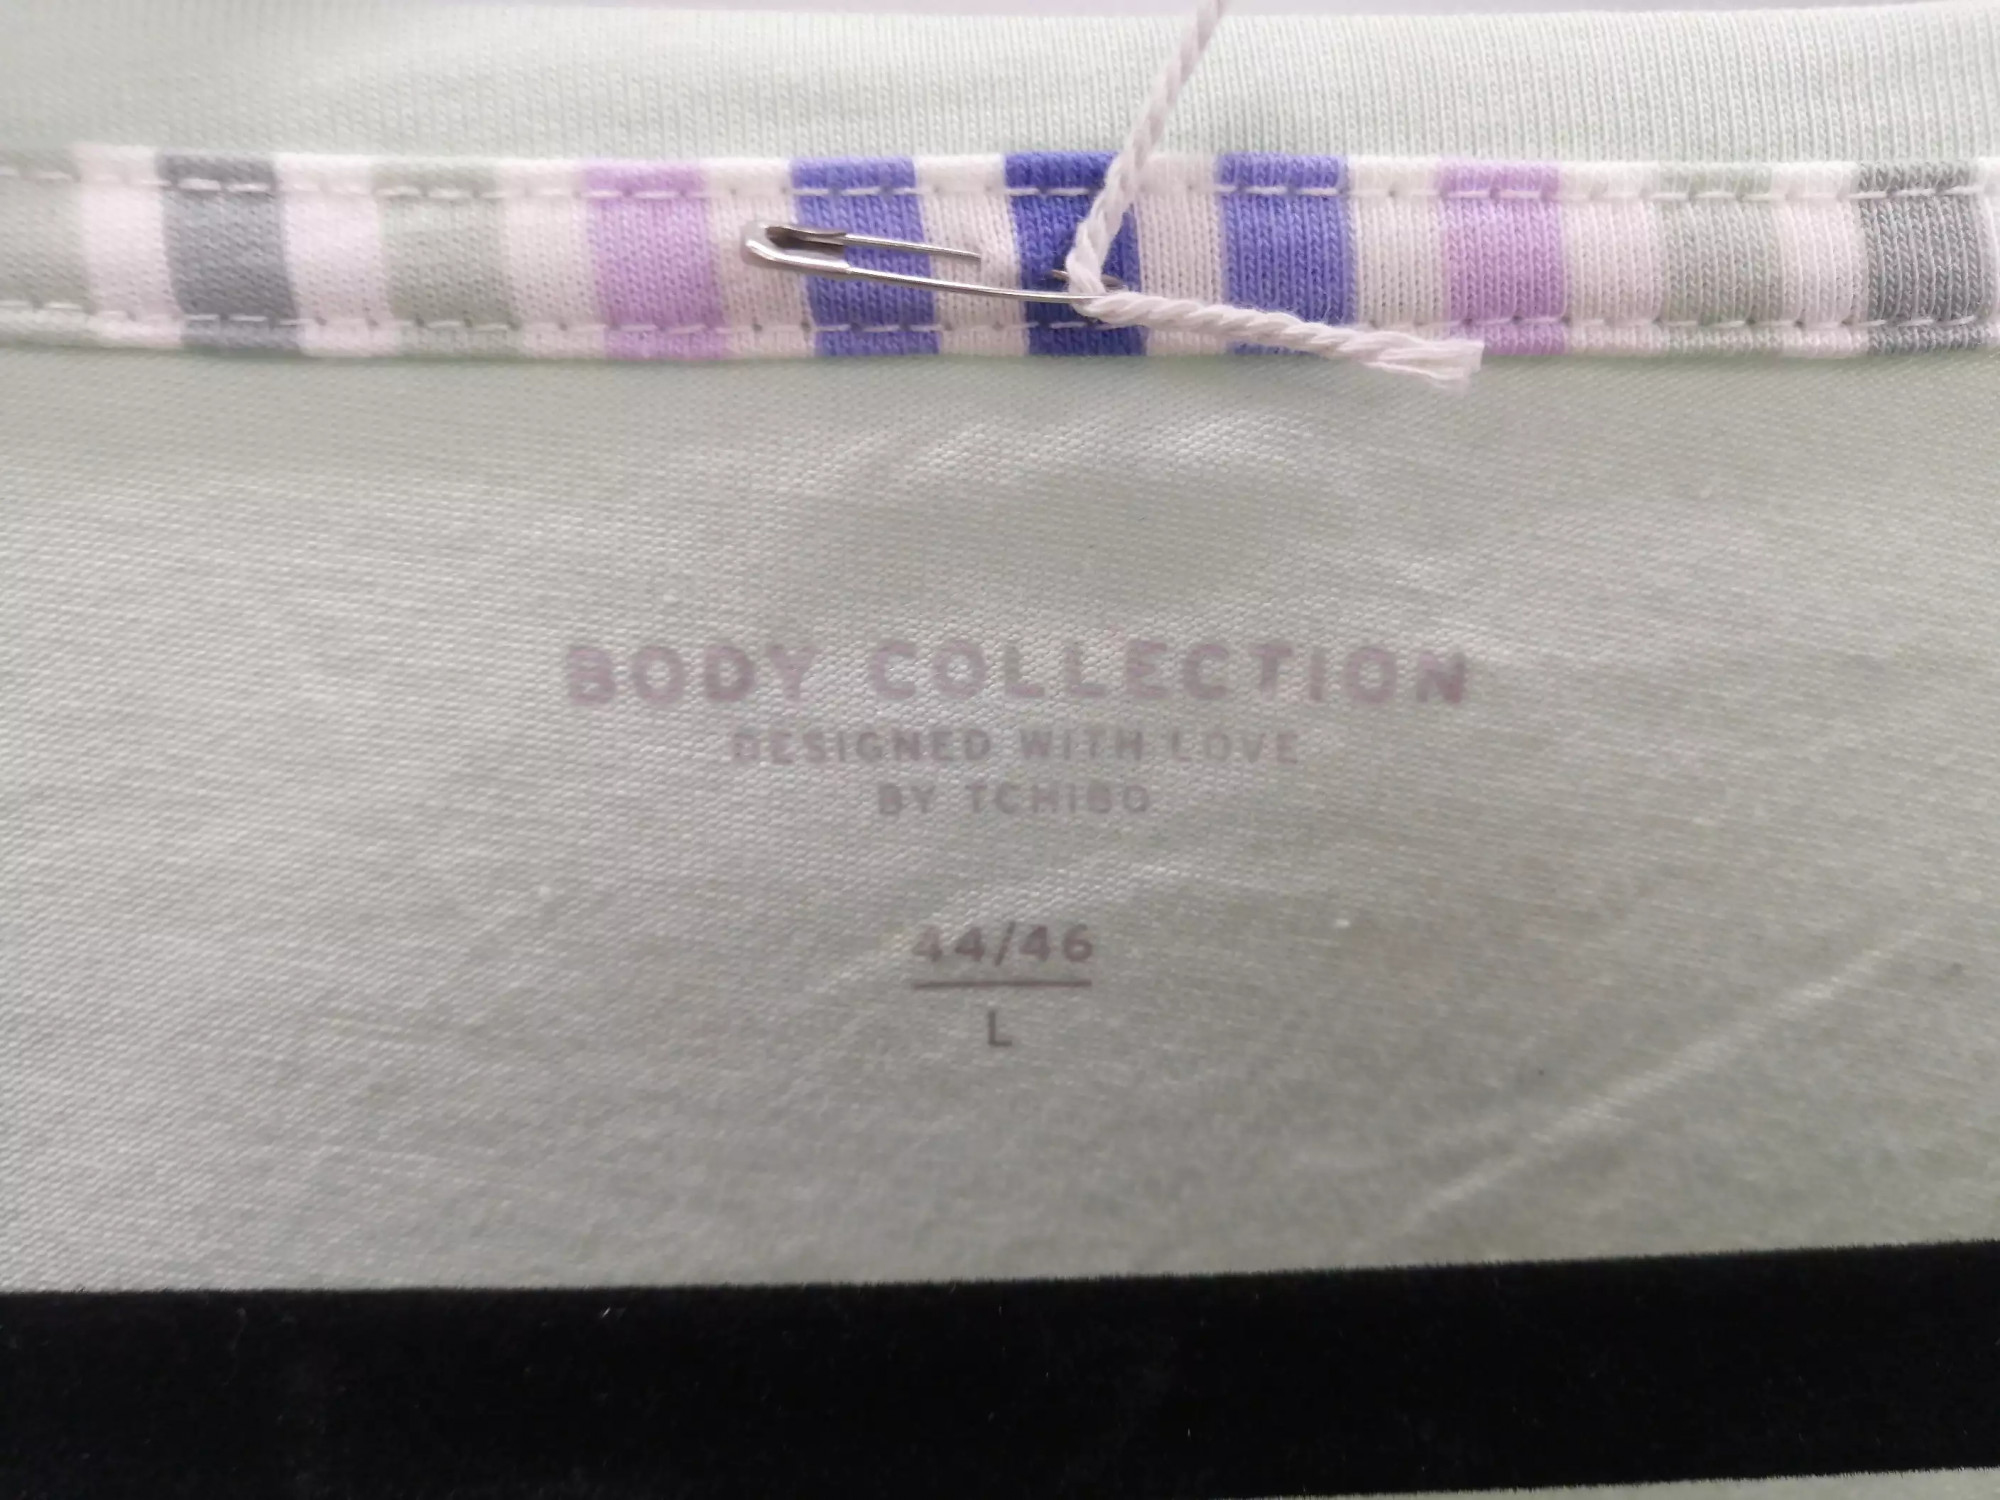 BODY COLLECTION
DESIGNED WITH LOVE
BY TCHIBO
44/46
L